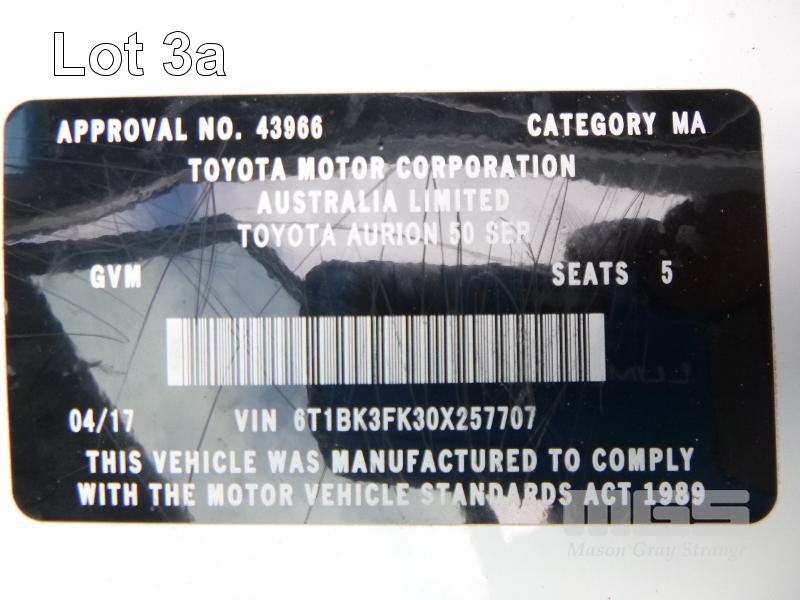 Lot 3a
APPROVAL NO. 43966 CATEGORY MA
TOYOTA MOTOR CORPORATION
AUSTRALIA LIMITED
TOYOTA AURION 50 SER
GVM SEATS 5
04/17 VIN 6T1BK3FK30X257707
THIS VEHICLE WAS MANUFACTURED TO COMPLY
WITH THE MOTOR VEHICLE STANDARDS ACT 1989
MGS
Mason Gray Strange